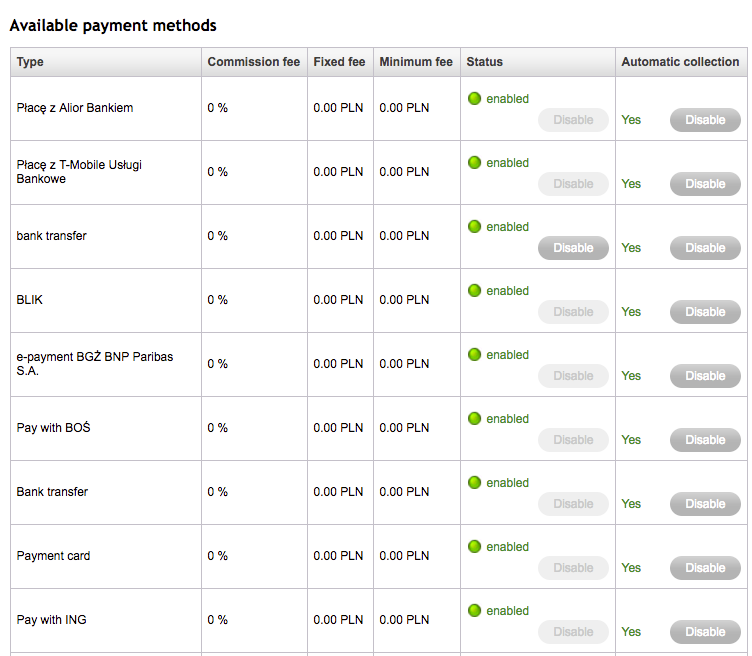 Available payment methods
Type Commission fee Fixed fee Minimum fee Status Automatic collection
Płacę z Alior Bankiem 0 % 0.00 PLN 0.00 PLN enabled Disable Yes Disable
Płacę z T-Mobile Usługi
Bankowe 0 % 0.00 PLN 0.00 PLN enabled Disable Yes Disable
bank transfer 0 % 0.00 PLN 0.00 PLN enabled Disable Yes Disable
BLIK 0 % 0.00 PLN 0.00 PLN enabled Disable Yes Disable
e-payment BGŻ BNP Paribas
S.A. 0 % 0.00 PLN 0.00 PLN enabled Disable Yes Disable
Pay with BOŚ 0 % 0.00 PLN 0.00 PLN enabled Disable Yes Disable
Bank transfer 0 % 0.00 PLN 0.00 PLN enabled Disable Yes Disable
Payment card 0 % 0.00 PLN 0.00 PLN enabled Disable Yes Disable
Pay with ING 0 % 0.00 PLN 0.00 PLN enabled Disable Yes Disable